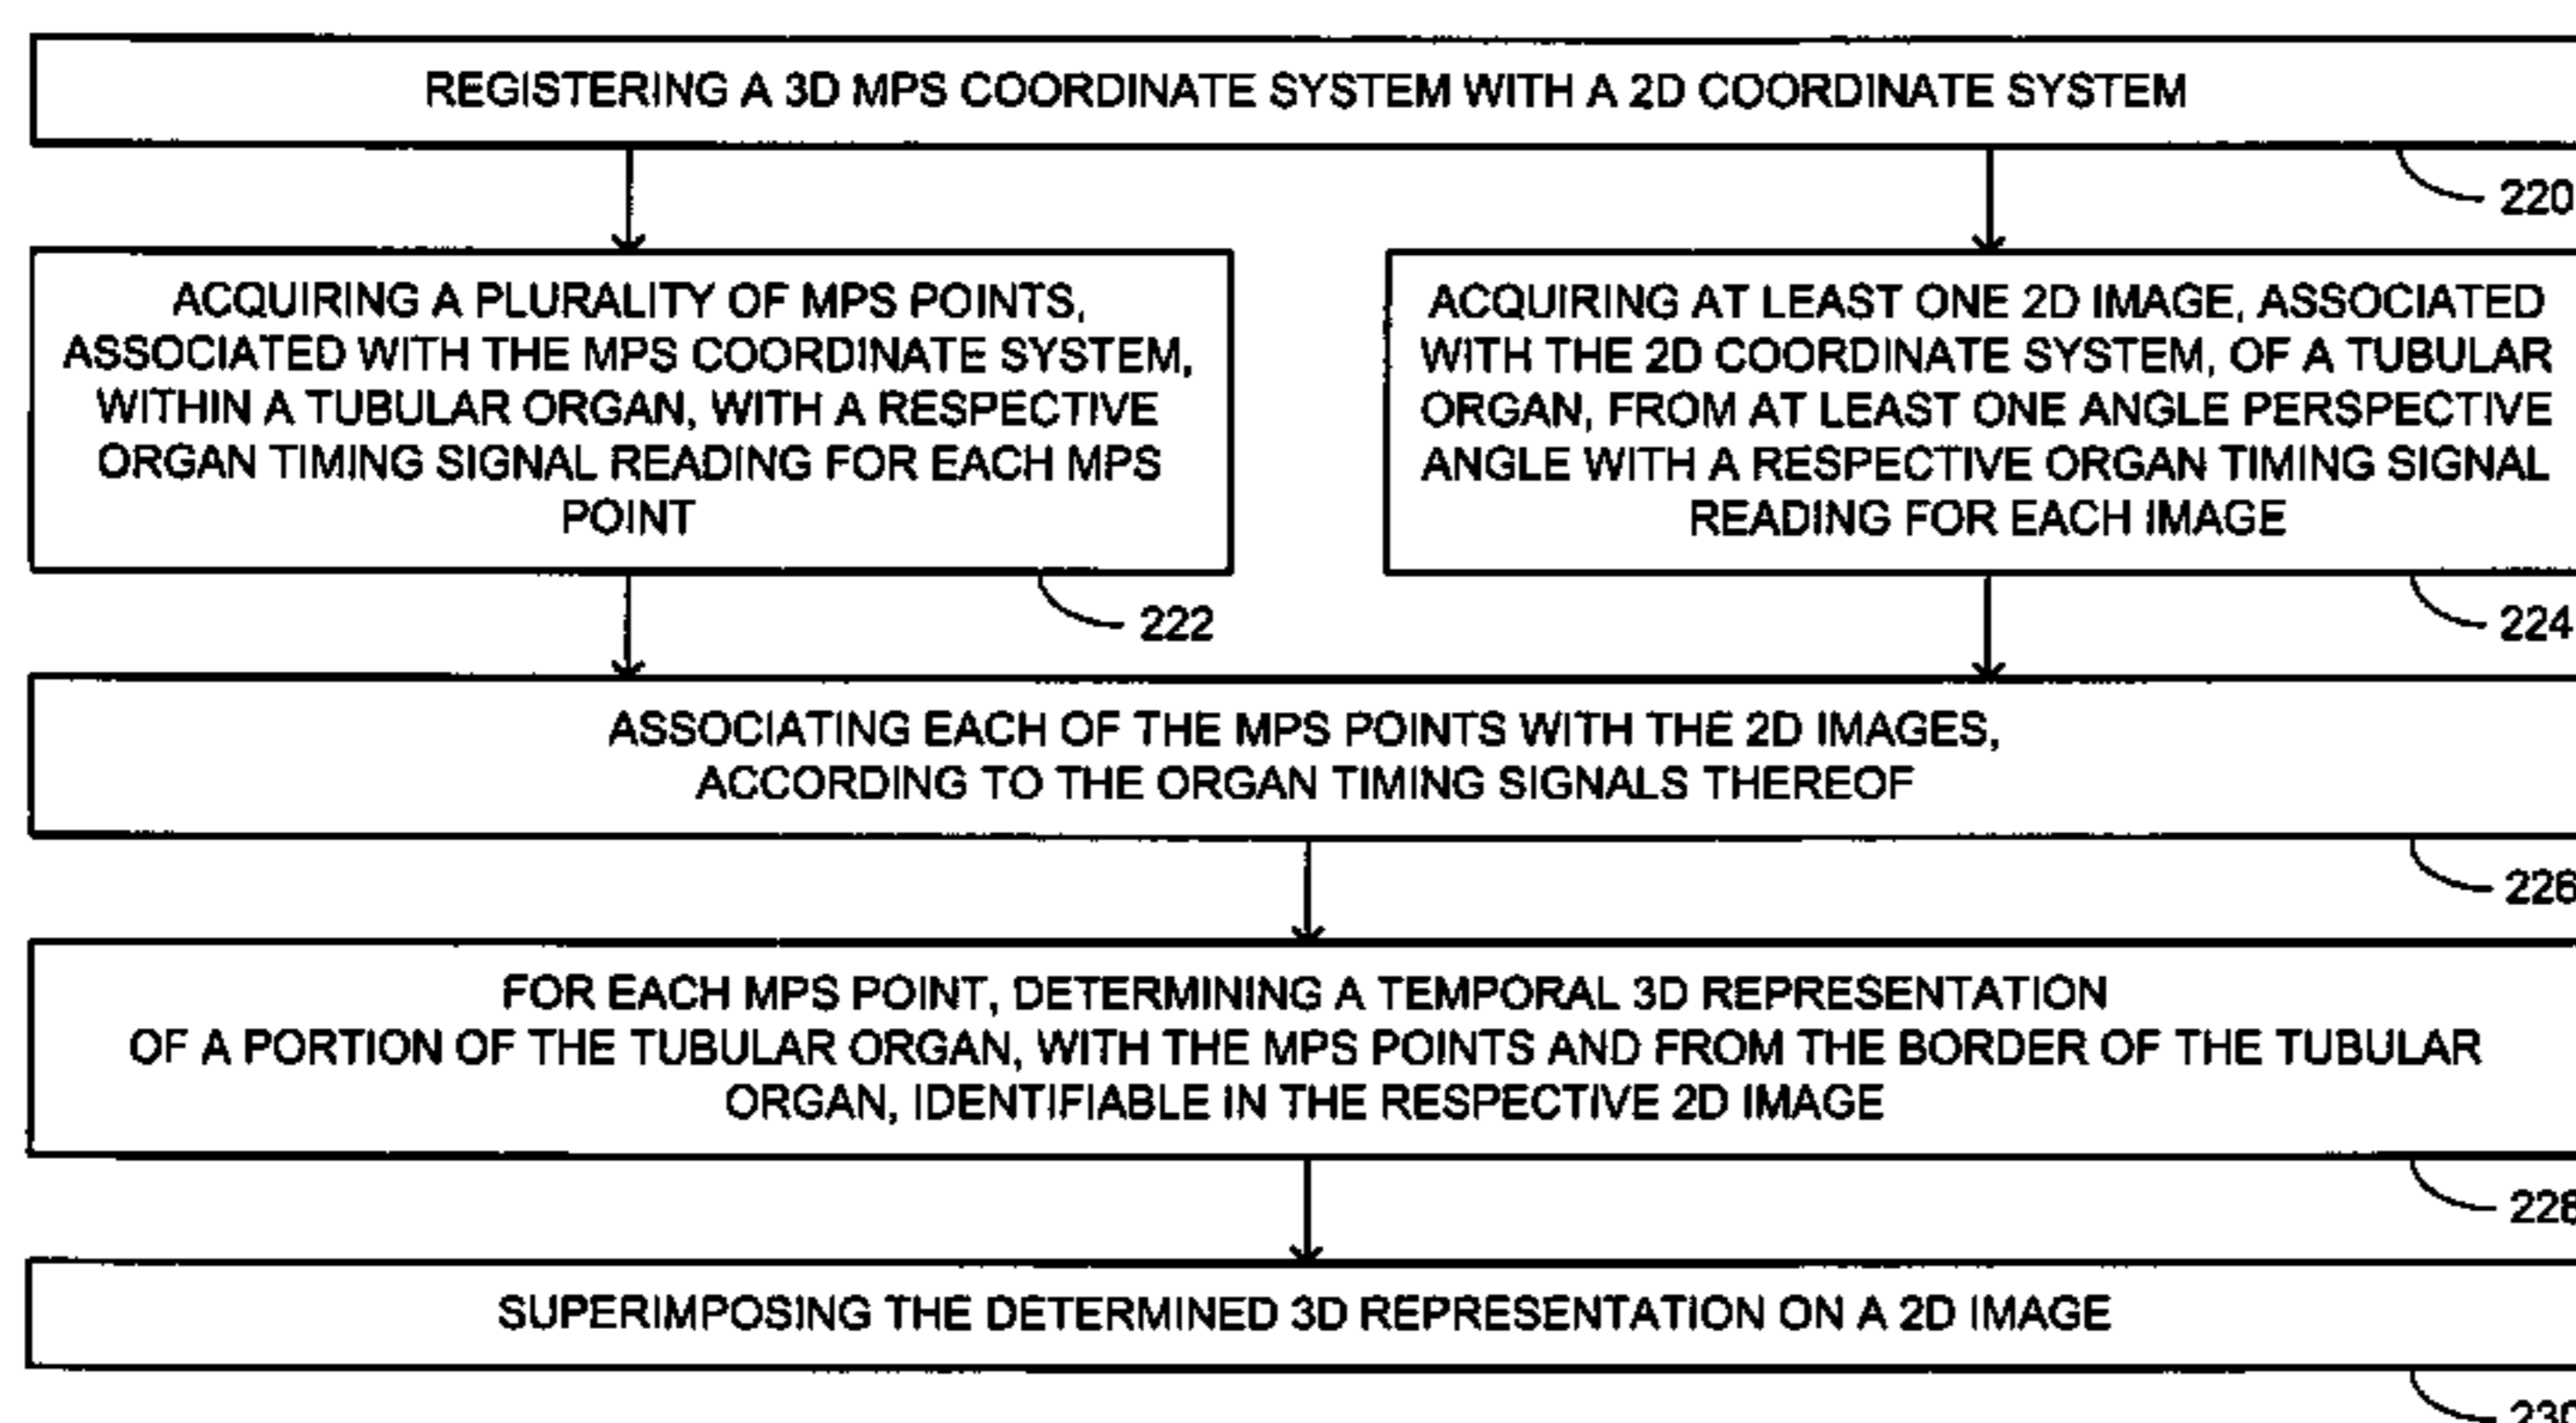 REGISTERING A 3D MPS COORDINATE SYSTEM WITH A 2D COORDINATE SYSTEM
220
ACQUIRING A PLURALITY OF MPS POINTS,
ASSOCIATED WITH THE MPS COORDINATE SYSTEM,
WITHIN A TUBULAR ORGAN, WITH A RESPECTIVE
ORGAN TIMING SIGNAL READING FOR EACH MPS
POINT
222
ACQUIRING AT LEAST ONE 2D IMAGE, ASSOCIATED
WITH THE 2D COORDINATE SYSTEM, OF A TUBULAR
ORGAN, FROM AT LEAST ONE ANGLE PERSPECTIVE
ANGLE WITH A RESPECTIVE ORGAN TIMING SIGNAL
READING FOR EACH IMAGE
224
ASSOCIATING EACH OF THE MPS POINTS WITH THE 2D IMAGES,
ACCORDING TO THE ORGAN TIMING SIGNALS THEREOF
226
FOR EACH MPS POINT, DETERMINING A TEMPORAL 3D REPRESENTATION
OF A PORTION OF THE TUBULAR ORGAN, WITH THE MPS POINTS AND FROM THE BORDER OF THE TUBULAR
ORGAN, IDENTIFIABLE IN THE RESPECTIVE 2D IMAGE
228
SUPERIMPOSING THE DETERMINED 3D REPRESENTATION ON A 2D IMAGE
230